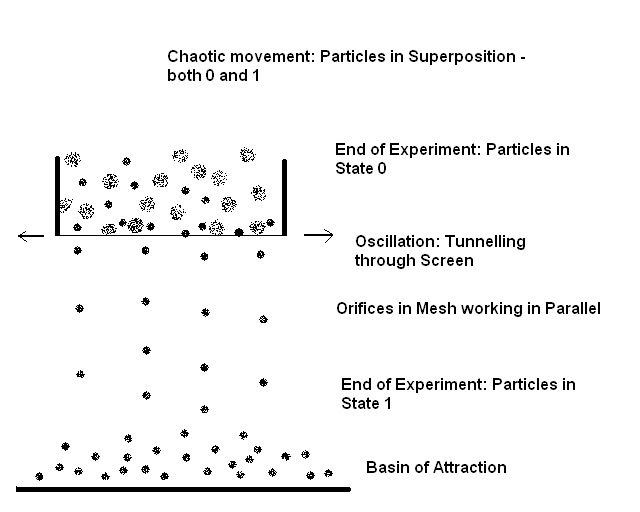 Chaotic movement: Particles in Superposition -
both 0 and 1
End of Experiment: Particles in
State 0
Oscillation: Tunnelling
through Screen
Orifices in Mesh working in Parallel
End of Experiment: Particles in
State 1
Basin of Attraction